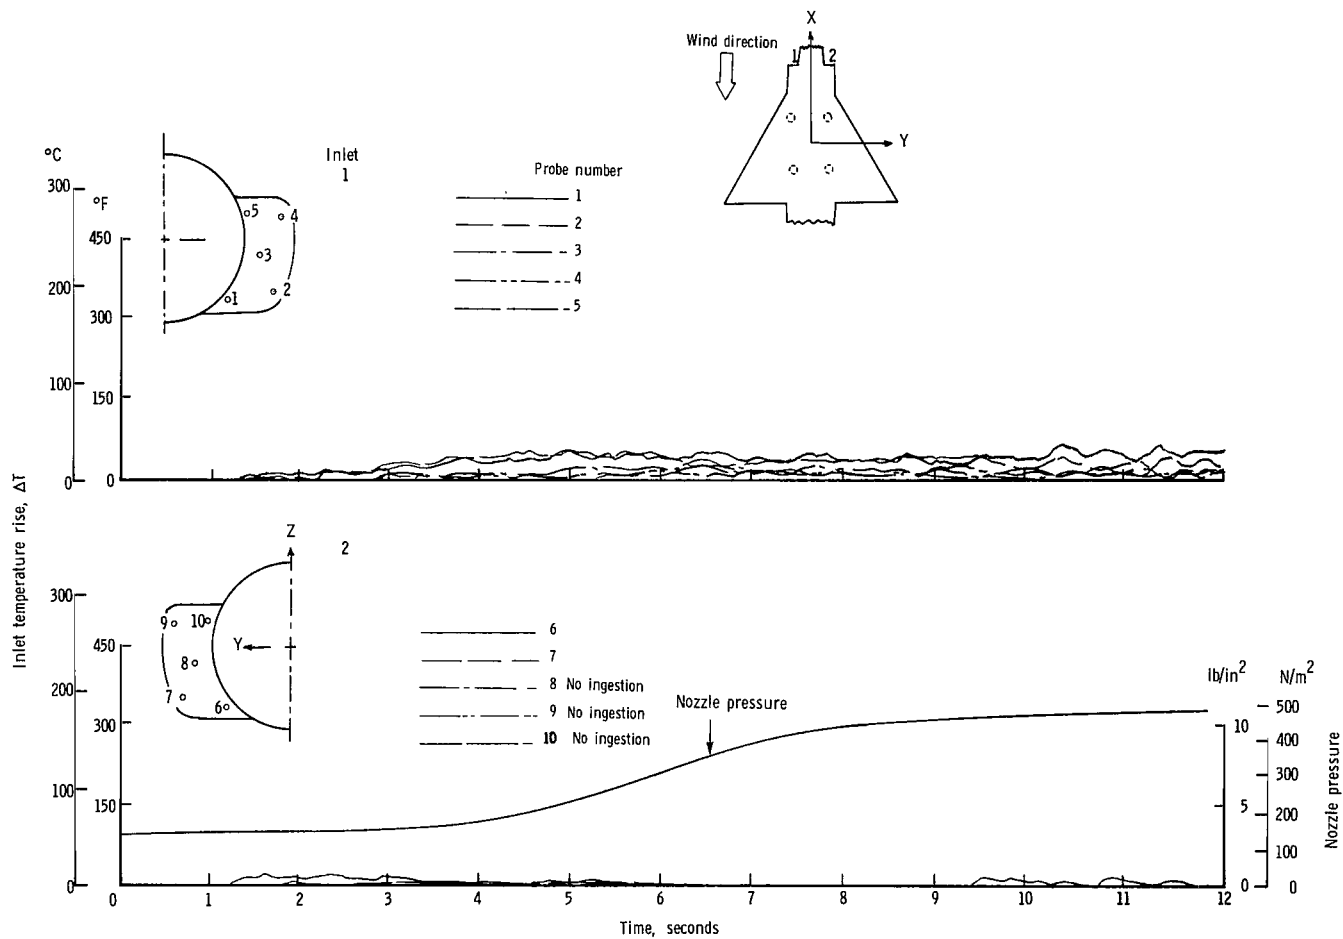 X
Wind direction
1 2
Y
°C
Inlet
1
Probe number
300
°F
450
200
300
100
150
0
0
5
4
3
2
1
1
2
3
4
5
Inlet temperature rise, ΔT
Z
2
300
450
200
300
100
150
0
9
10
Y
8
7
6
6
7
8 No ingestion
9 No ingestion
10 No ingestion
Nozzle pressure
lb/in²
N/m²
10
5
0
500
400
300
200
100
0
Nozzle pressure
0 1 2 3 4 5 6 7 8 9 10 11 12
Time, seconds